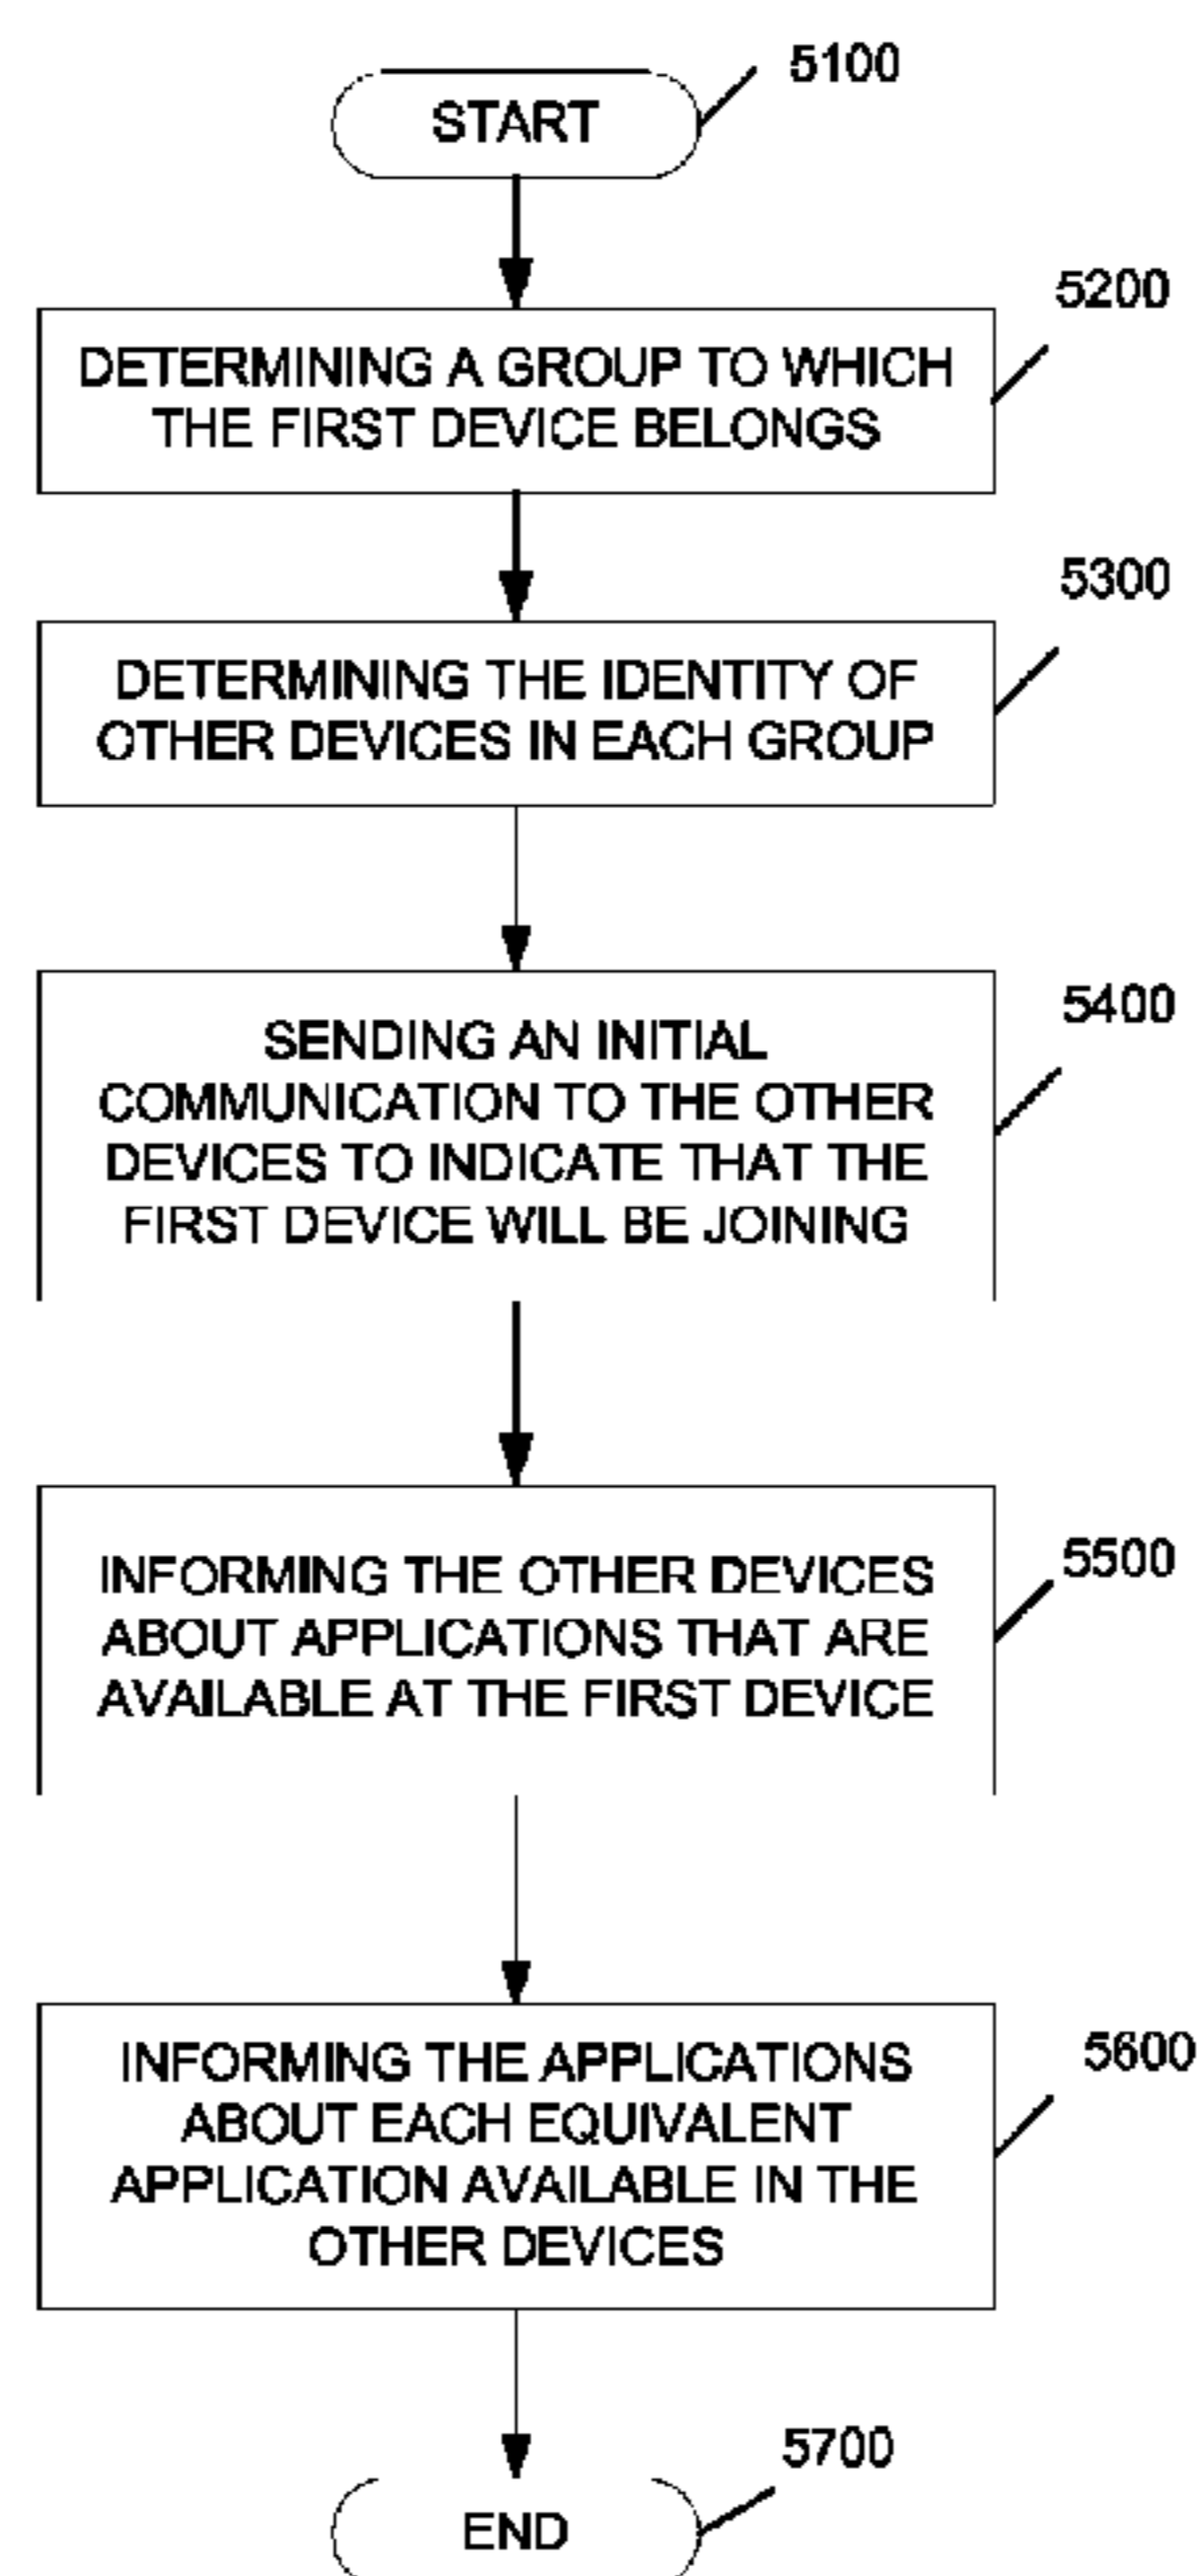 START
5100
5200
DETERMINING A GROUP TO WHICH
THE FIRST DEVICE BELONGS
5300
DETERMINING THE IDENTITY OF
OTHER DEVICES IN EACH GROUP
5400
SENDING AN INITIAL
COMMUNICATION TO THE OTHER
DEVICES TO INDICATE THAT THE
FIRST DEVICE WILL BE JOINING
5500
INFORMING THE OTHER DEVICES
ABOUT APPLICATIONS THAT ARE
AVAILABLE AT THE FIRST DEVICE
5600
INFORMING THE APPLICATIONS
ABOUT EACH EQUIVALENT
APPLICATION AVAILABLE IN THE
OTHER DEVICES
5700
END